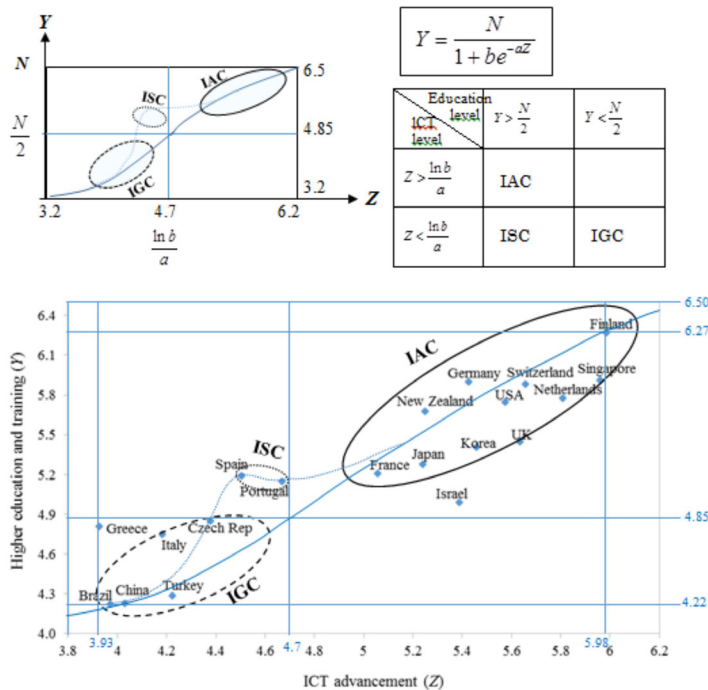 Y
N
N/2
6.5
4.85
3.2
IAC
ISC
IGC
3.2
4.7
6.2
Z
ln b/a
Y = N/(1+be^{-aZ})
Education level
ICT level
Y > N/2
Y < N/2
Z > ln b/a
IAC
Z < ln b/a
ISC
IGC
Higher education and training (Y)
6.4
6.1
5.8
5.5
5.2
4.9
4.6
4.3
4.0
6.50
6.27
4.85
4.22
IAC
Finland
Germany
Switzerland
Singapore
New Zealand
USA
Netherlands
ISC
Korea
UK
Spain
Japan
France
Portugal
Israel
Greece
Czech Rep
Italy
Brazil
China
Turkey
IGC
3.8
4
4.2
4.4
4.6
4.8
5
5.2
5.4
5.6
5.8
6
6.2
3.93
4.7
5.98
ICT advancement (Z)